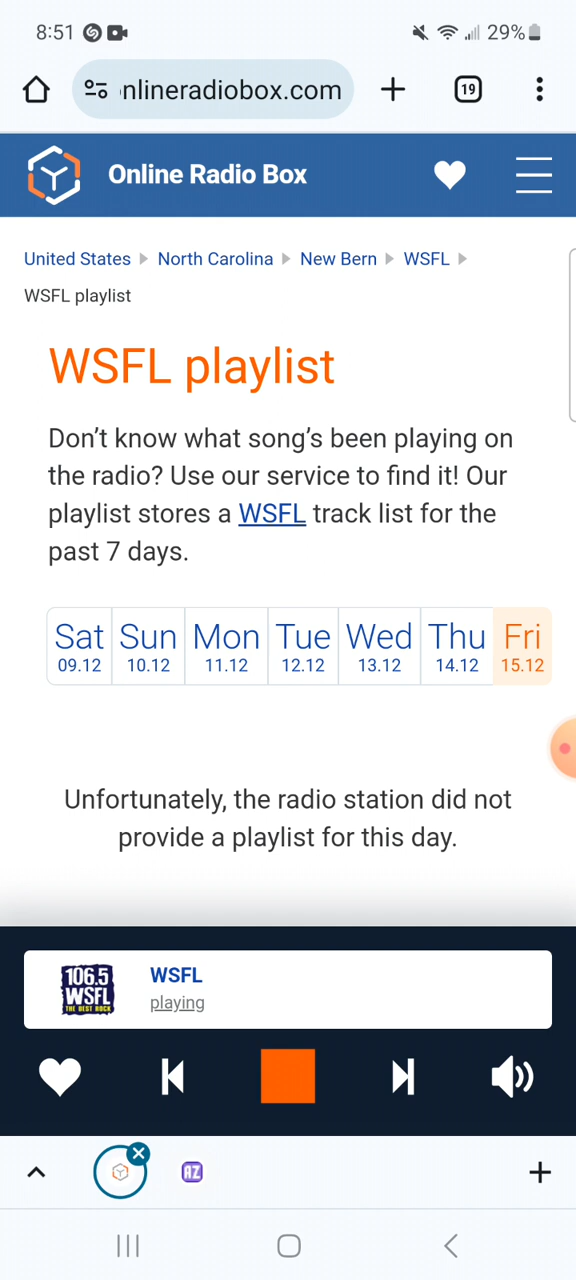 8:51
29%
nlineradiobox.com
19
Online Radio Box
United States North Carolina New Bern WSFL
WSFL playlist
WSFL playlist
Don’t know what song’s been playing on
the radio? Use our service to find it! Our
playlist stores a WSFL track list for the
past 7 days.
Sat Sun Mon Tue Wed Thu Fri
09.12 10.12 11.12 12.12 13.12 14.12 15.12
Unfortunately, the radio station did not
provide a playlist for this day.
106.5
WSFL
THE BEST ROCK
WSFL
playing
AZ